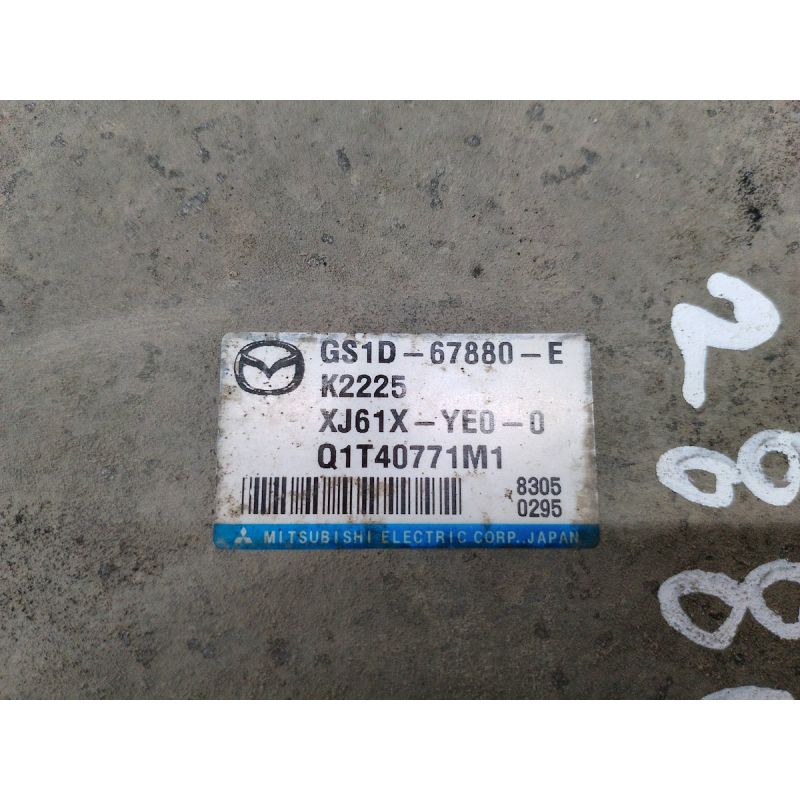 GS1D-67880-E
K2225
XJ61X-YE0-0
Q1T40771M1
8305
0295
MITSUBISHI ELECTRIC CORP., JAPAN